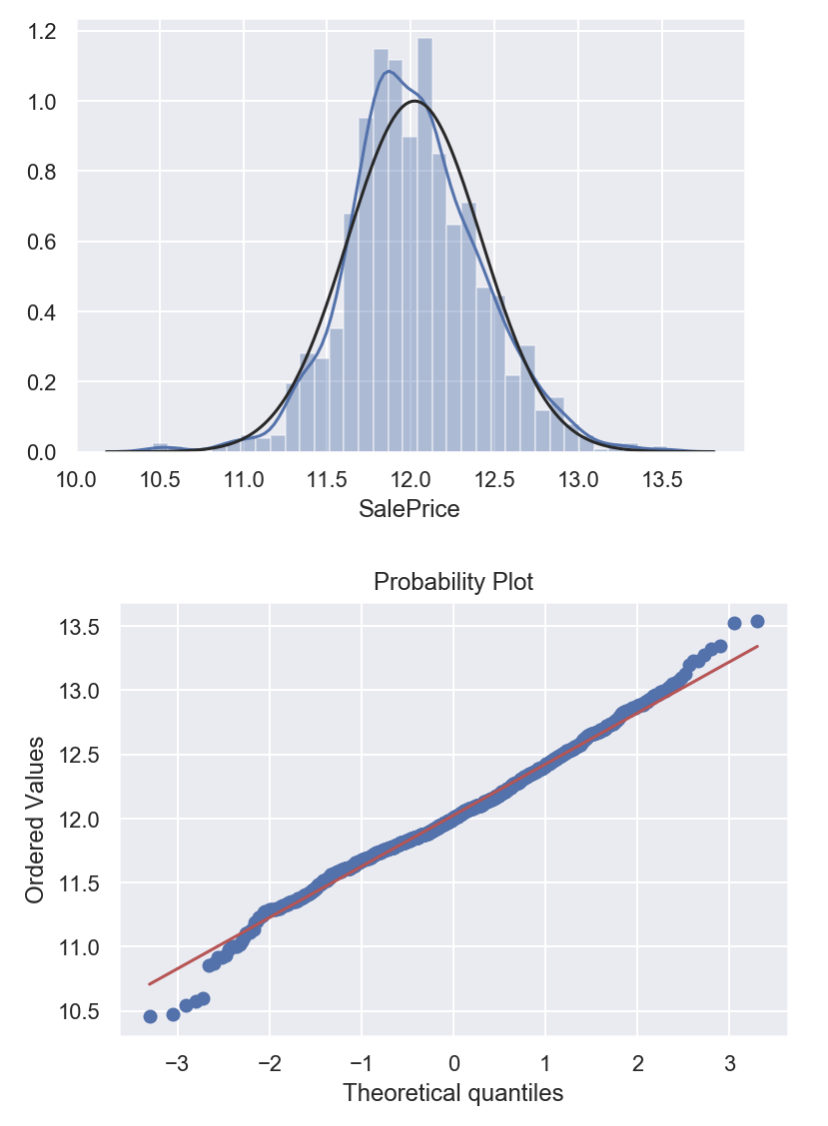 1.2
1.0
0.8
0.6
0.4
0.2
0.0
10.0 10.5 11.0 11.5 12.0 12.5 13.0 13.5
SalePrice
Probability Plot
13.5
13.0
12.5
12.0
11.5
11.0
10.5
Ordered Values
−3 −2 −1 0 1 2 3
Theoretical quantiles